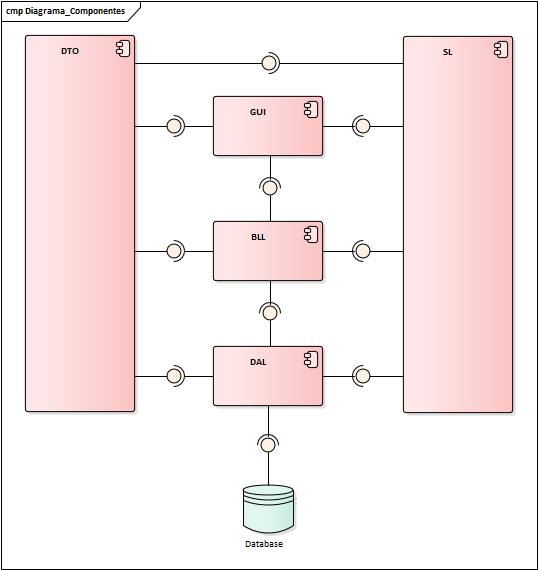 cmp Diagrama_Componentes
DTO
SL
GUI
BLL
DAL
Database